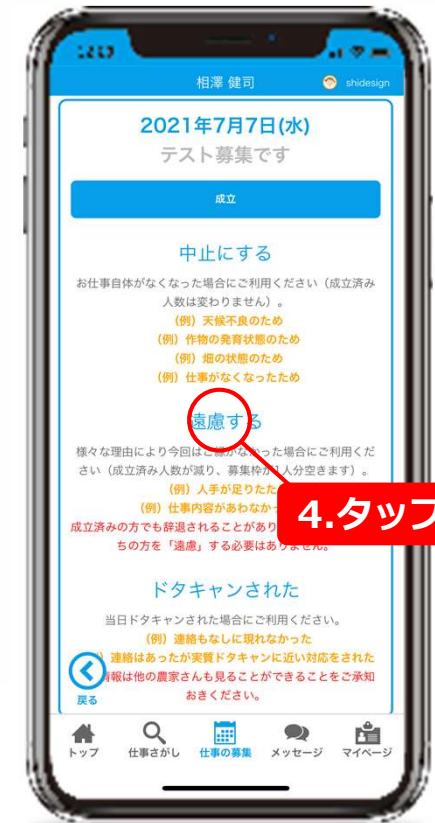 相澤 健司
shidesign
2021年7月7日(水)
テスト募集です
成立
中止にする
お仕事自体がなくなった場合にご利用ください（成立済み
人数は変わりません）。
（例）天候不良のため
（例）作物の発育状態のため
（例）畑の状態のため
（例）仕事がなくなったため
遠慮する
様々な理由により今回はご縁がなかった場合にご利用くだ
さい（成立済み人数が減り、募集枠が1人分空きます）。
（例）人手が足りたた
（例）仕事内容があわなか
4.タップ
成立済みの方でも辞退されることがあり
ちの方を「遠慮」する必要はありません。
ドタキャンされた
当日ドタキャンされた場合にご利用ください。
（例）連絡もなしに現れなかった
）連絡はあったが実質ドタキャンに近い対応をされた
情報は他の農家さんも見ることができることをご承知
おきください。
戻る
トップ
仕事さがし
仕事の募集
メッセージ
マイページ